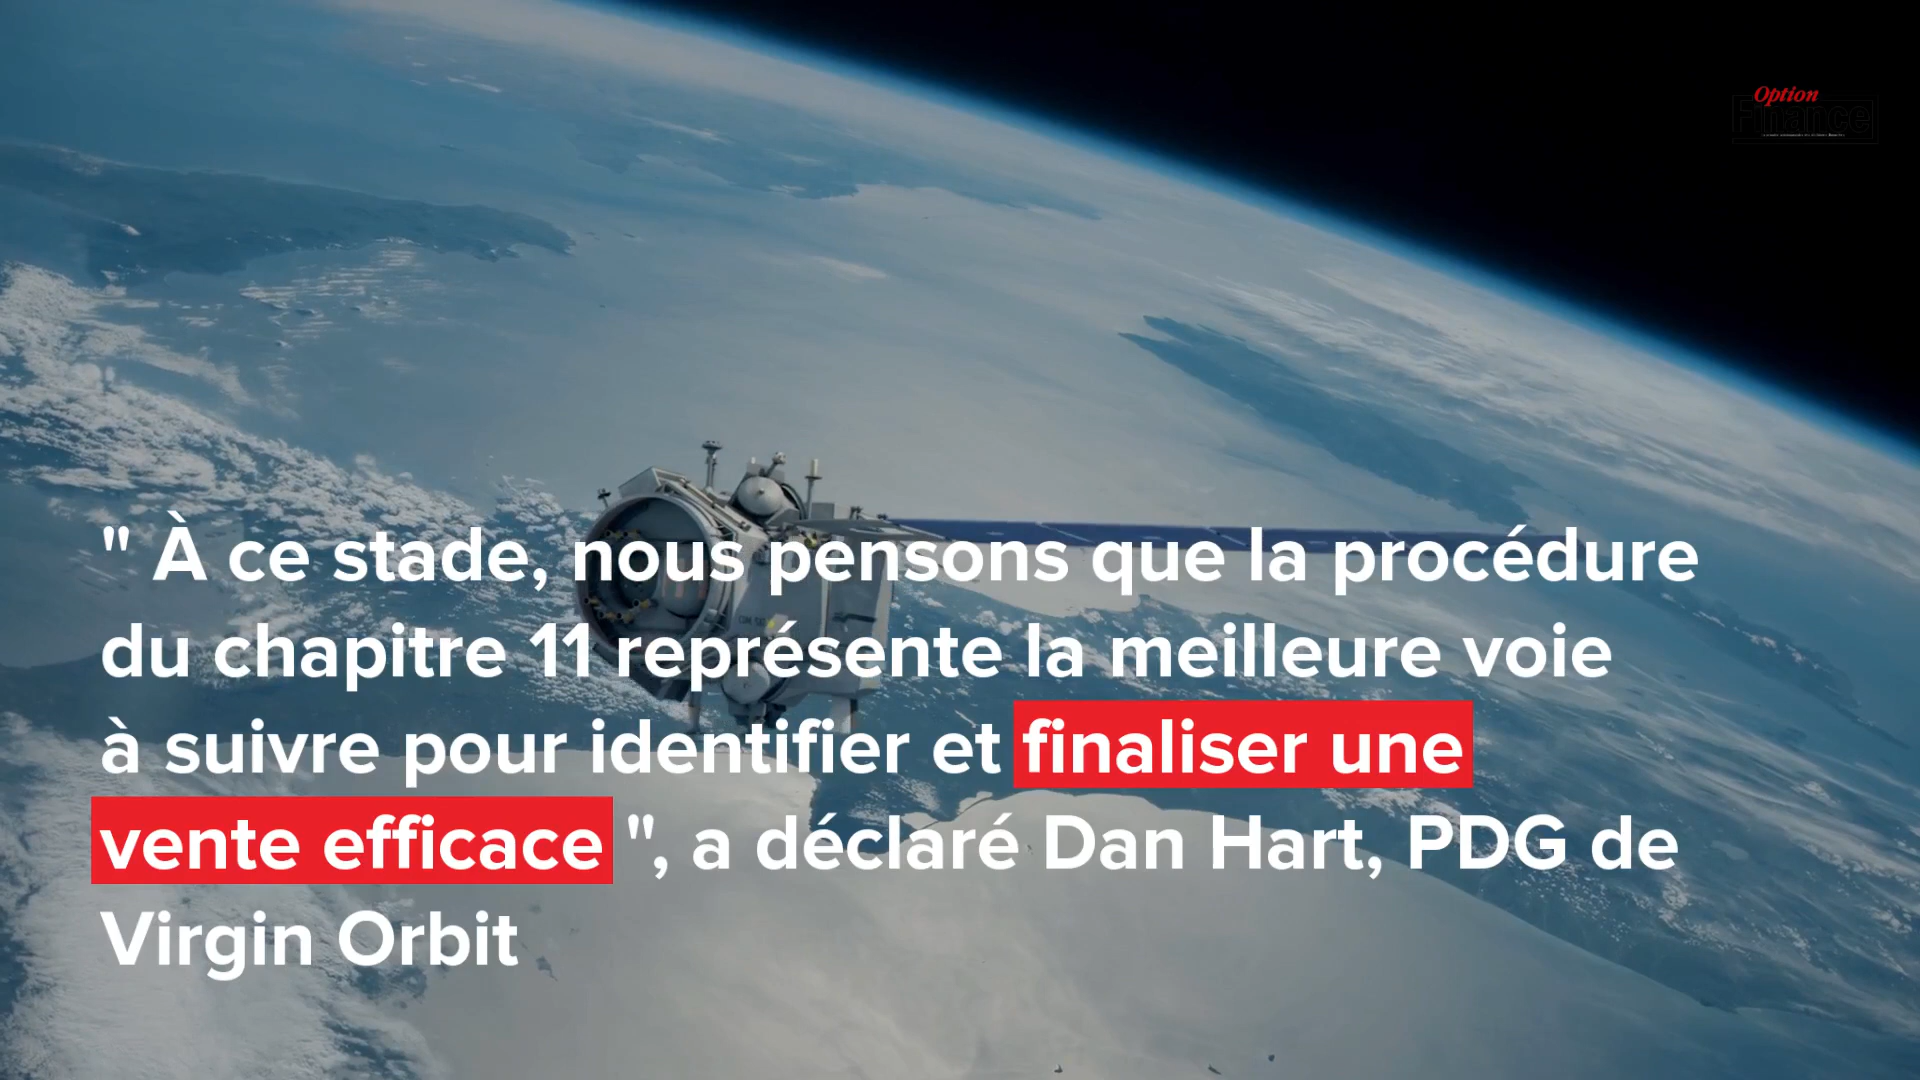 Option
Finance
" À ce stade, nous pensons que la procédure
du chapitre 11 représente la meilleure voie
à suivre pour identifier et finaliser une
vente efficace ", a déclaré Dan Hart, PDG de
Virgin Orbit